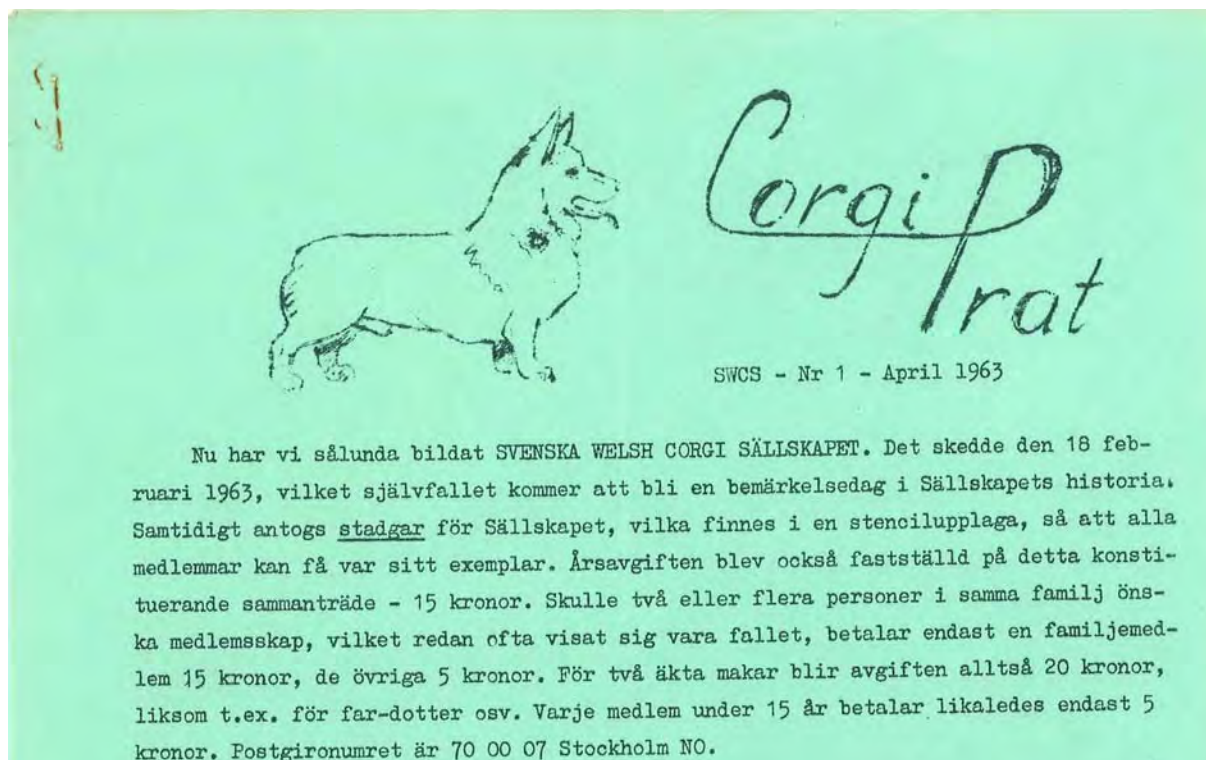 Corgi Prat
SWCS - Nr 1 - April 1963
Nu har vi sålunda bildat SVENSKA WELSH CORGI SÄLLSKAPET. Det skedde den 18 feb-
ruari 1963, vilket självfallet kommer att bli en bemärkelsedag i Sällskapets historia.
Samtidigt antogs stadgar för Sällskapet, vilka finnes i en stencilupplaga, så att alla
medlemmar kan få var sitt exemplar. Årsavgiften blev också fastställd på detta konsti-
tuerande sammanträde - 15 kronor. Skulle två eller flera personer i samma familj öns-
ka medlemsskap, vilket redan ofta visat sig vara fallet, betalar endast en familjemed-
lem 15 kronor, de övriga 5 kronor. För två äkta makar blir avgiften alltså 20 kronor,
liksom t.ex. för far-dotter osv. Varje medlem under 15 år betalar likaledes endast 5
kronor. Postgironumret är 70 00 07 Stockholm NO.